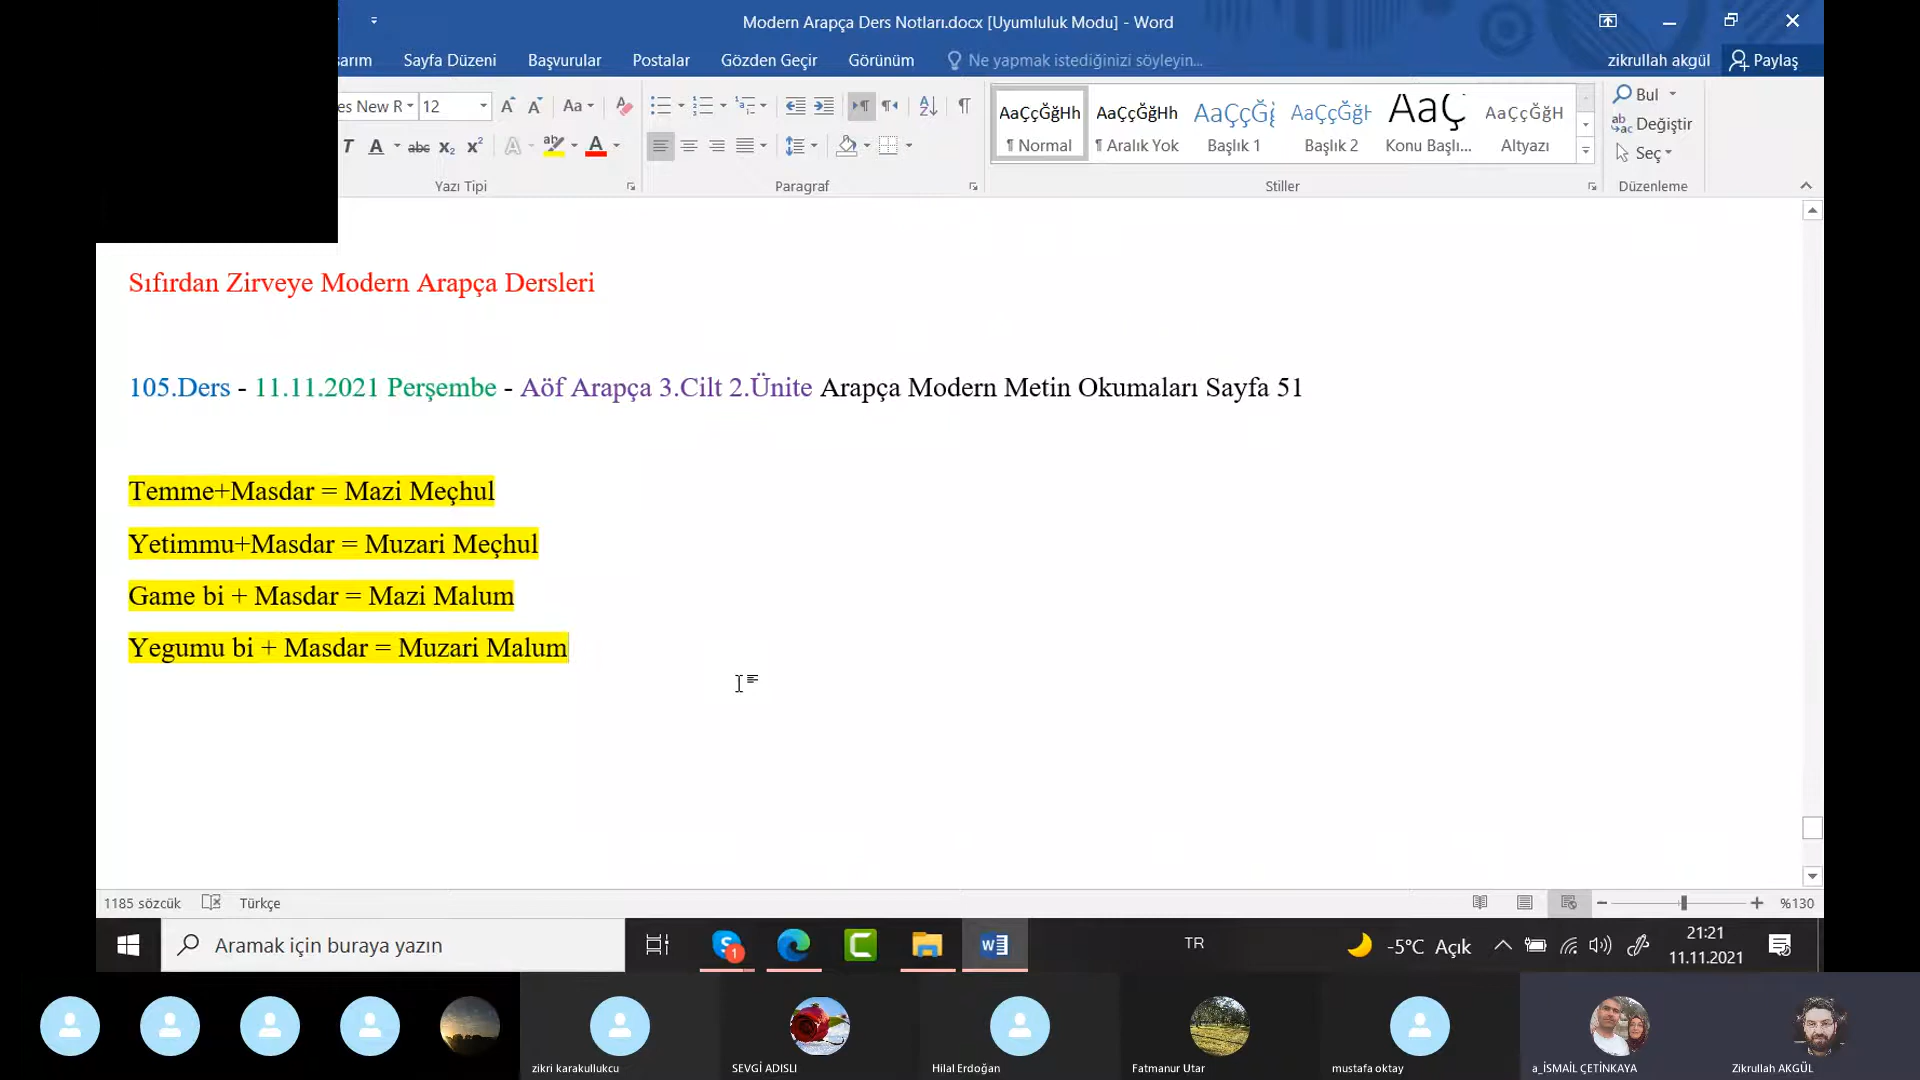 Modern Arapça Ders Notları.docx [Uyumluluk Modu] - Word
Sayfa Düzeni Başvurular Postalar Gözden Geçir Görünüm Ne yapmak istediğinizi söyleyin... zikrullah akgül Paylaş
12 Aa AaÇçĞğHh AaÇçĞğHh AaÇ AaÇçĞğH Bul
Değiştir
¶ Normal ¶ Aralık Yok Başlık 1 Başlık 2 Konu Başlı... Altyazı Seç
Yazı Tipi Paragraf Stiller Düzenleme
Sıfırdan Zirveye Modern Arapça Dersleri
105.Ders - 11.11.2021 Perşembe - Aöf Arapça 3.Cilt 2.Ünite Arapça Modern Metin Okumaları Sayfa 51
Temme+Masdar = Mazi Meçhul
Yetimmu+Masdar = Muzari Meçhul
Game bi + Masdar = Mazi Malum
Yegumu bi + Masdar = Muzari Malum
1185 sözcük Türkçe %130
Aramak için buraya yazın 1 TR -5°C Açık 21:21
11.11.2021
zikri karakullukcu SEVGİ ADISLI Hilal Erdoğan Fatmanur Utar mustafa oktay a_İSMAİL ÇETİNKAYA Zikrullah AKGÜL